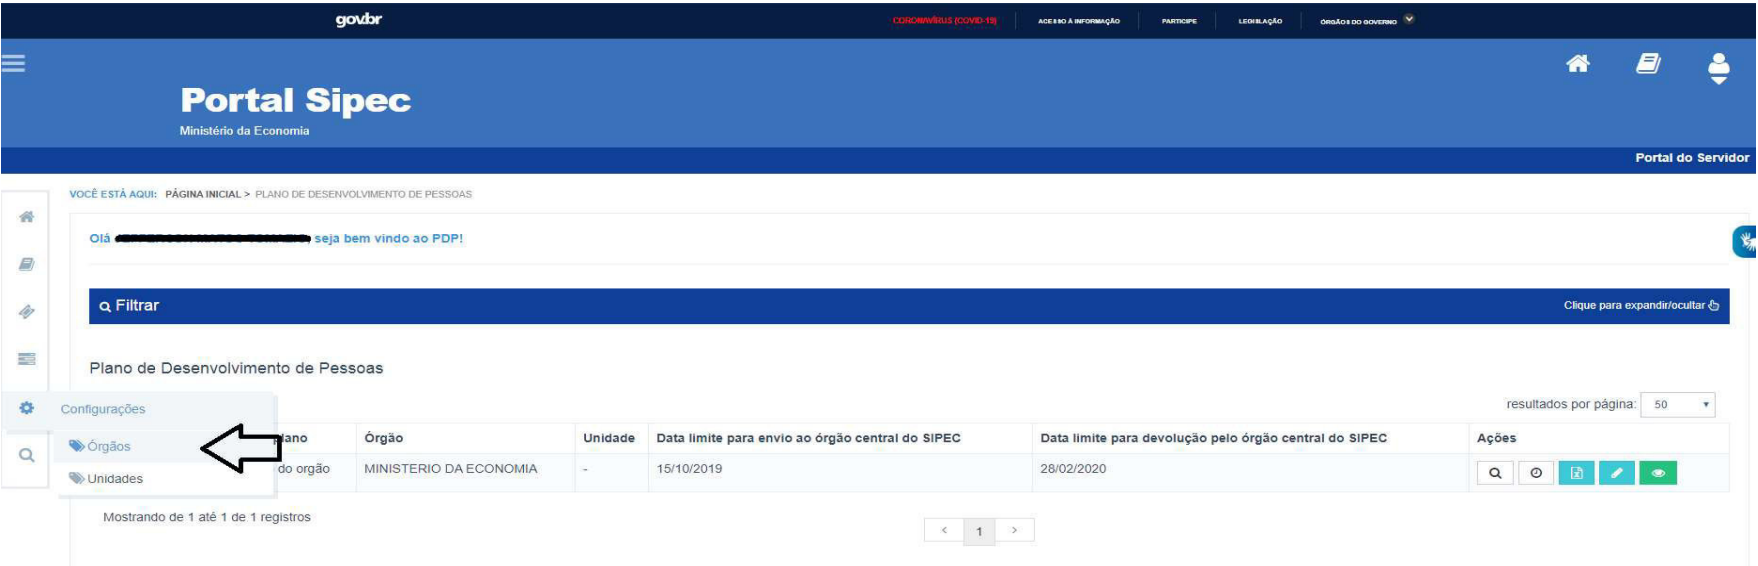 govbr
CORONAVÍRUS (COVID-19) ACESSO À INFORMAÇÃO PARTICIPE LEGISLAÇÃO ÓRGÃOS DO GOVERNO
Portal Sipec
Ministério da Economia
Portal do Servidor
VOCÊ ESTÁ AQUI: PÁGINA INICIAL > PLANO DE DESENVOLVIMENTO DE PESSOAS
Olá seja bem vindo ao PDP!
Filtrar Clique para expandir/ocultar
Plano de Desenvolvimento de Pessoas
Configurações resultados por página: 50
Órgãos plano Órgão Unidade Data limite para envio ao órgão central do SIPEC Data limite para devolução pelo órgão central do SIPEC Ações
Unidades do orgão MINISTERIO DA ECONOMIA - 15/10/2019 28/02/2020
Mostrando de 1 até 1 de 1 registros < 1 >